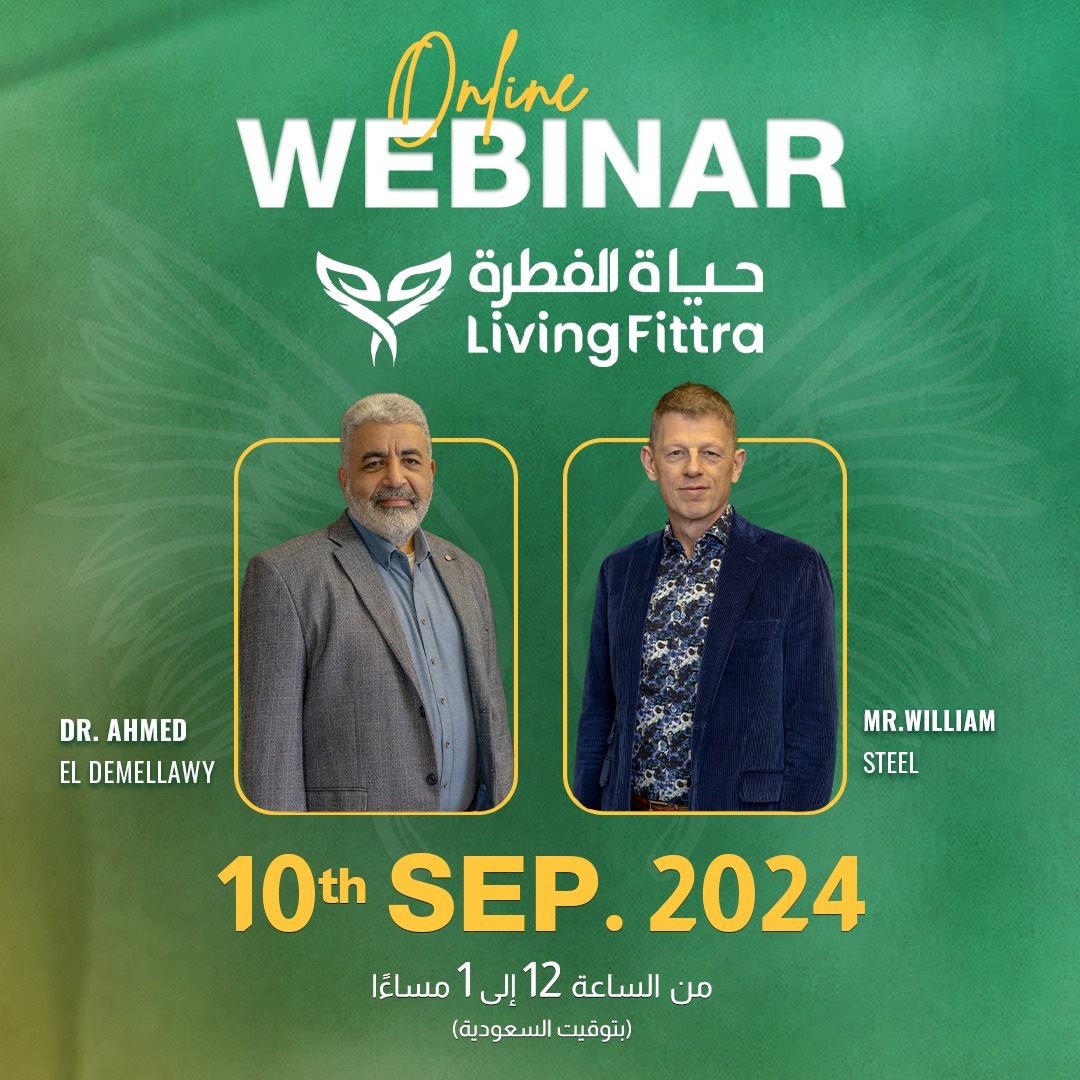 Online
WEBINAR
حياة الفطرة
LivingFittra
DR. AHMED
EL DEMELLAWY
MR.WILLIAM
STEEL
10th SEP. 2024
من الساعة 12 إلى 1 مساءً
(بتوقيت السعودية)